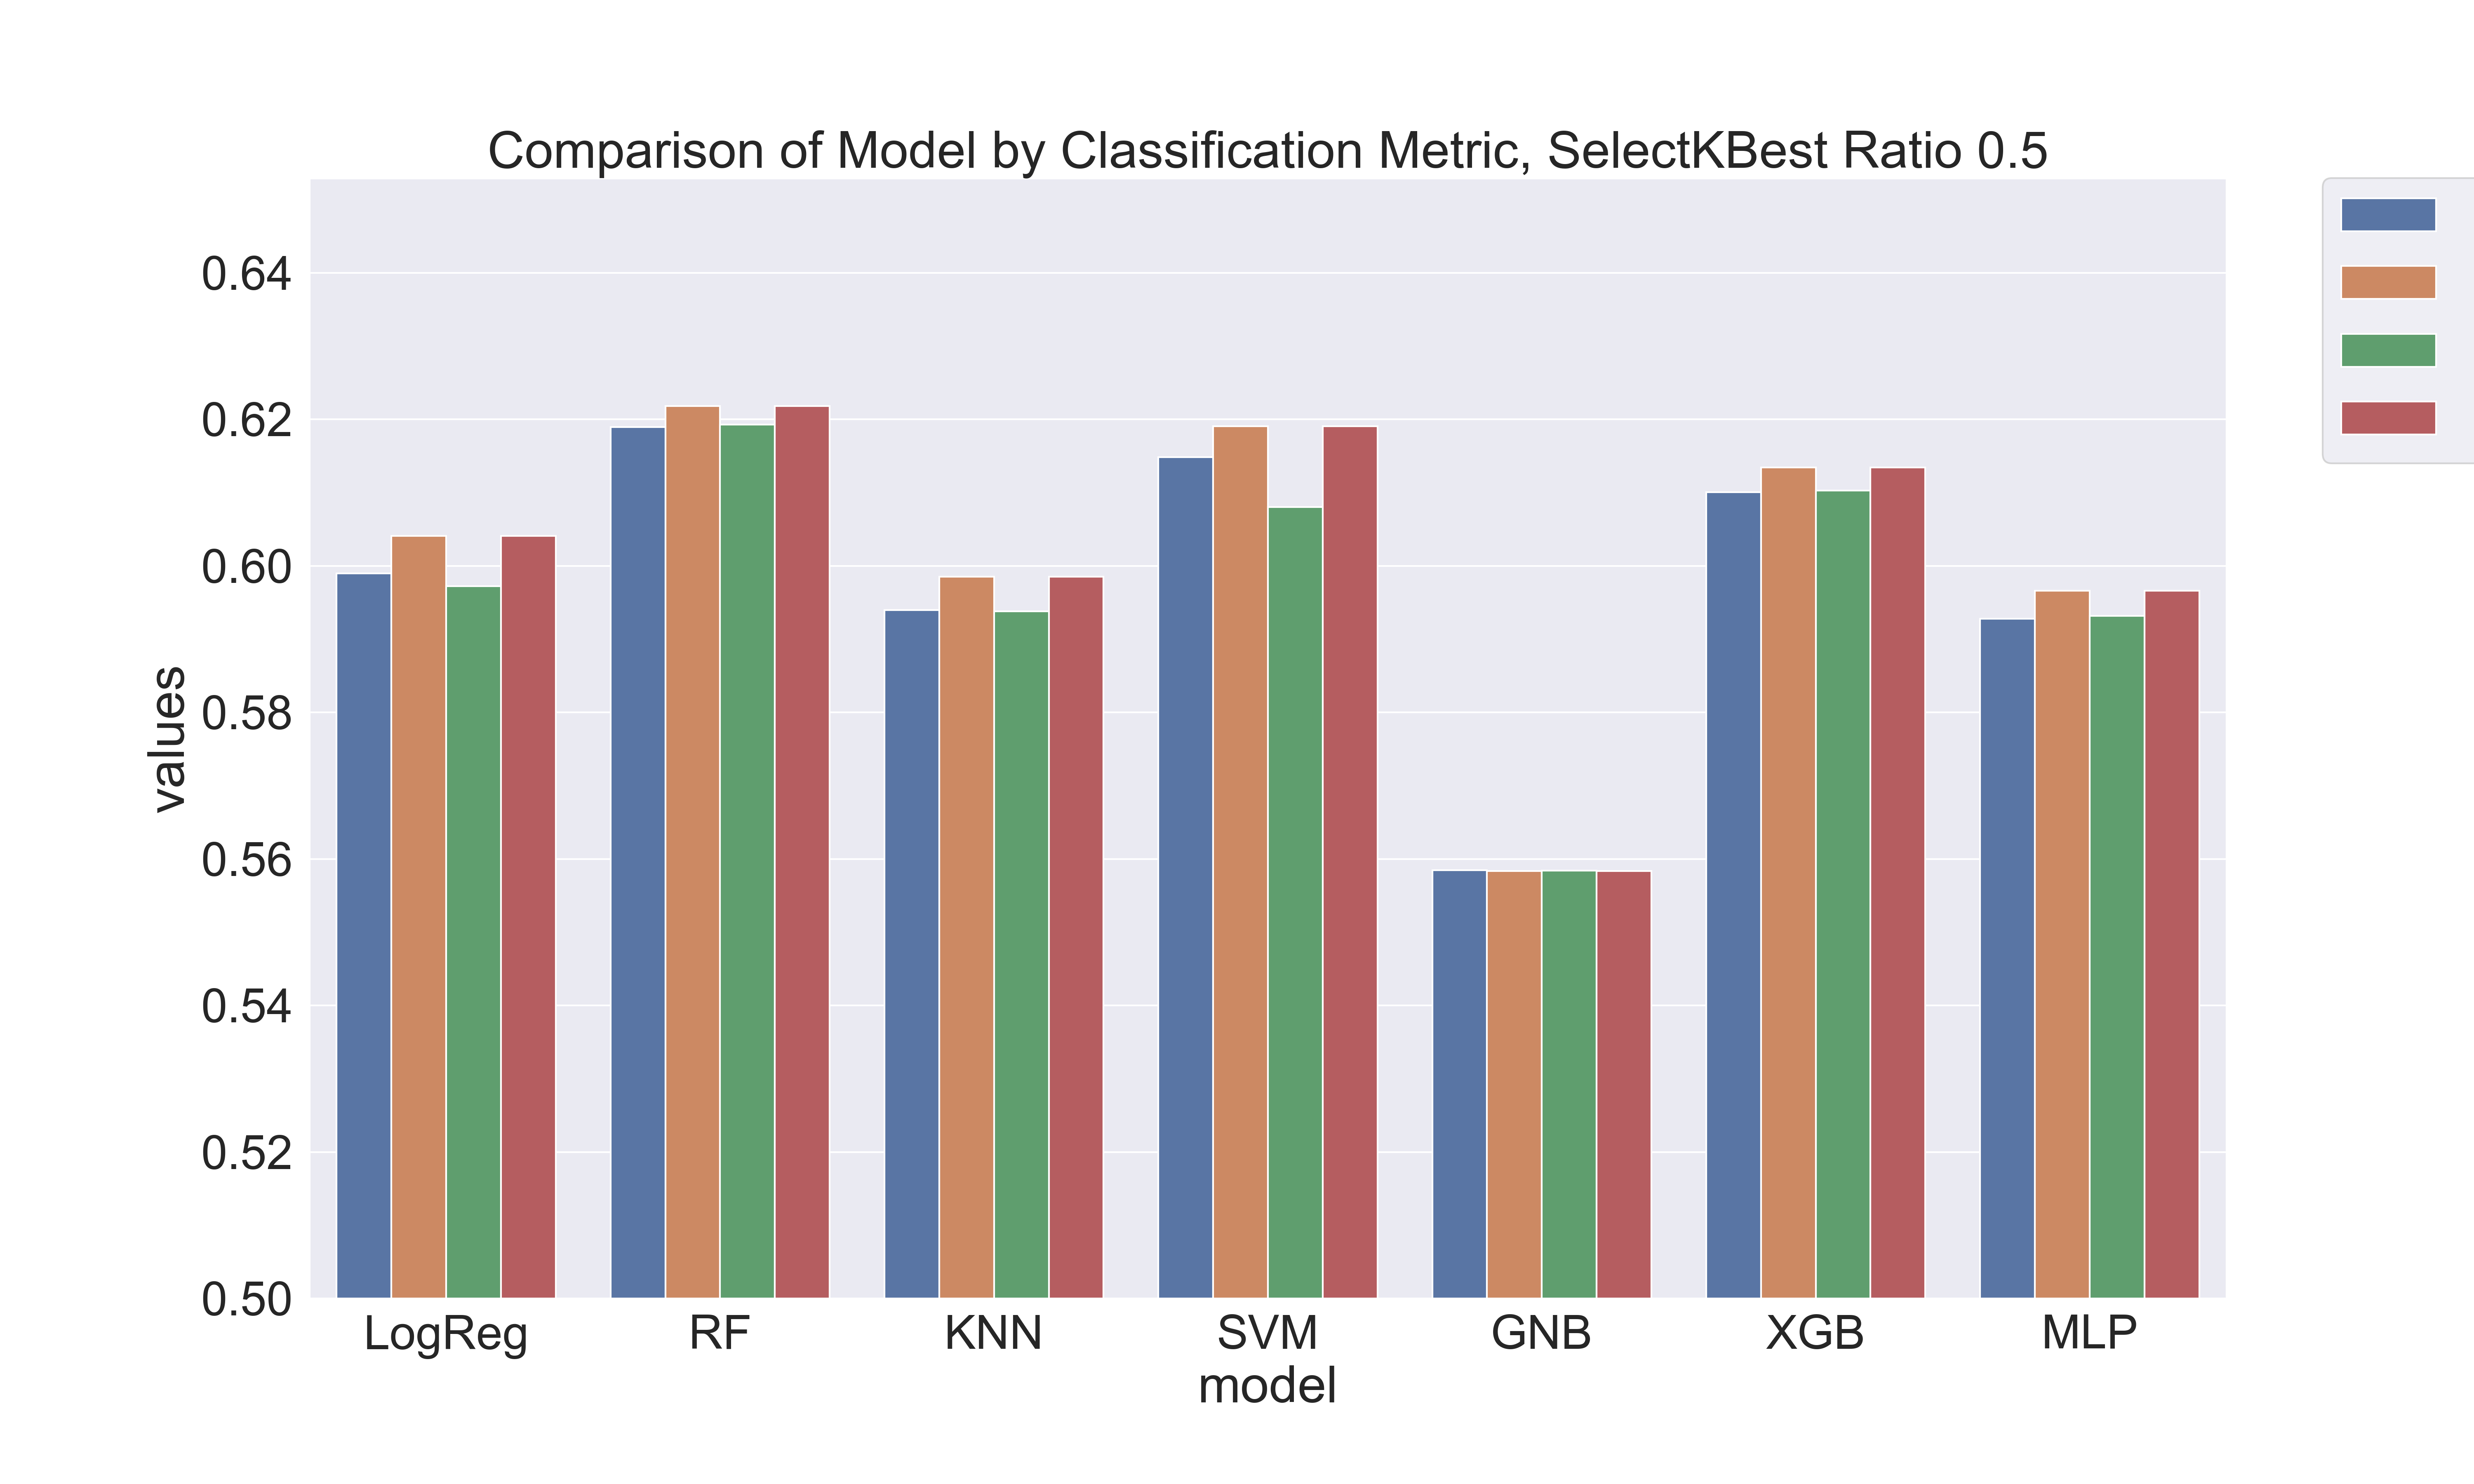 Comparison of Model by Classification Metric, SelectKBest Ratio 0.5
0.64
0.62
0.60
0.58
0.56
0.54
0.52
0.50
values
LogReg RF KNN SVM GNB XGB MLP
model